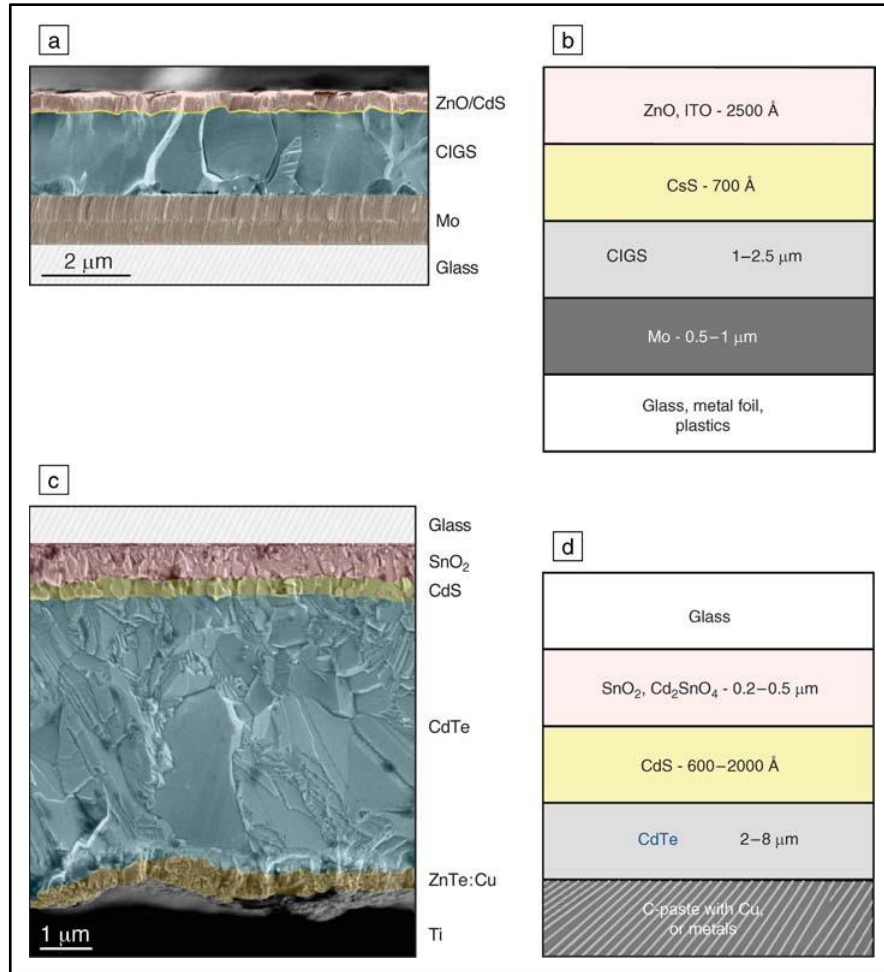 a
ZnO/CdS
CIGS
Mo
Glass
2 μm
b
ZnO, ITO - 2500 Å
CsS - 700 Å
CIGS 1–2.5 μm
Mo - 0.5–1 μm
Glass, metal foil,
plastics
c
Glass
SnO₂
CdS
CdTe
ZnTe:Cu
Ti
1 μm
d
Glass
SnO₂, Cd₂SnO₄ - 0.2–0.5 μm
CdS - 600–2000 Å
CdTe 2–8 μm
C-paste with Cu,
or metals